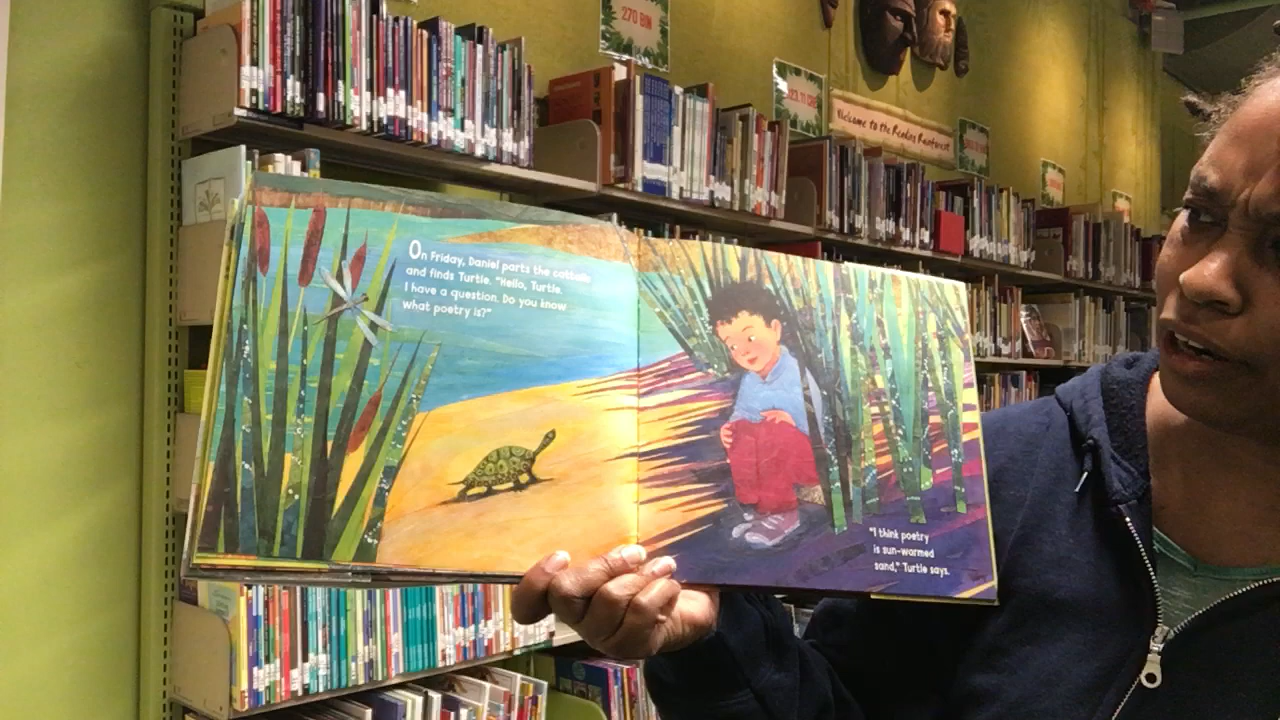 270 BIN
Welcome to the Reading Rainforest
On Friday, Daniel parts the cattails
and finds Turtle. "Hello, Turtle.
I have a question. Do you know
what poetry is?"
"I think poetry
is sun-warmed
sand," Turtle says.